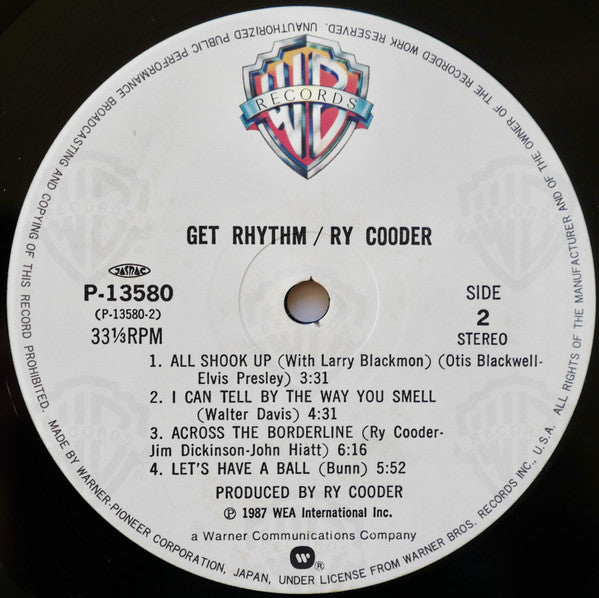 WB
RECORDS
GET RHYTHM / RY COODER
JASRAC
P-13580
(P-13580-2)
33⅓RPM
SIDE
2
STEREO
1. ALL SHOOK UP (With Larry Blackmon) (Otis Blackwell-
Elvis Presley) 3:31
2. I CAN TELL BY THE WAY YOU SMELL
(Walter Davis) 4:31
3. ACROSS THE BORDERLINE (Ry Cooder-
Jim Dickinson-John Hiatt) 6:16
4. LET'S HAVE A BALL (Bunn) 5:52
PRODUCED BY RY COODER
Ⓟ 1987 WEA International Inc.
a Warner Communications Company
W ®
MADE BY WARNER-PIONEER CORPORATION, JAPAN, UNDER LICENSE FROM WARNER BROS. RECORDS INC., U.S.A. ALL RIGHTS OF THE MANUFACTURER AND OF THE OWNER OF THE RECORDED WORK RESERVED. UNAUTHORIZED PUBLIC PERFORMANCE BROADCASTING AND COPYING OF THIS RECORD PROHIBITED.